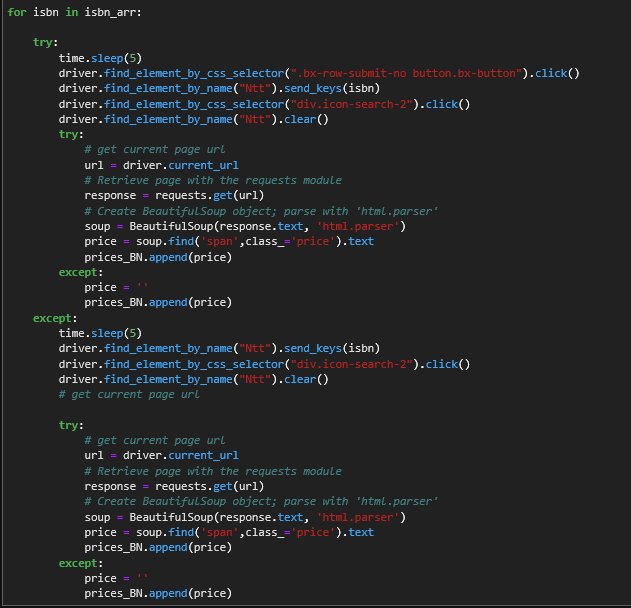 for isbn in isbn_arr:
    try:
        time.sleep(5)
        driver.find_element_by_css_selector(".bx-row-submit-no button.bx-button").click()
        driver.find_element_by_name("Ntt").send_keys(isbn)
        driver.find_element_by_css_selector("div.icon-search-2").click()
        driver.find_element_by_name("Ntt").clear()
        try:
            # get current page url
            url = driver.current_url
            # Retrieve page with the requests module
            response = requests.get(url)
            # Create BeautifulSoup object; parse with 'html.parser'
            soup = BeautifulSoup(response.text, 'html.parser')
            price = soup.find('span',class_='price').text
            prices_BN.append(price)
        except:
            price = ''
            prices_BN.append(price)
    except:
        time.sleep(5)
        driver.find_element_by_name("Ntt").send_keys(isbn)
        driver.find_element_by_css_selector("div.icon-search-2").click()
        driver.find_element_by_name("Ntt").clear()
        # get current page url
        try:
            # get current page url
            url = driver.current_url
            # Retrieve page with the requests module
            response = requests.get(url)
            # Create BeautifulSoup object; parse with 'html.parser'
            soup = BeautifulSoup(response.text, 'html.parser')
            price = soup.find('span',class_='price').text
            prices_BN.append(price)
        except:
            price = ''
            prices_BN.append(price)